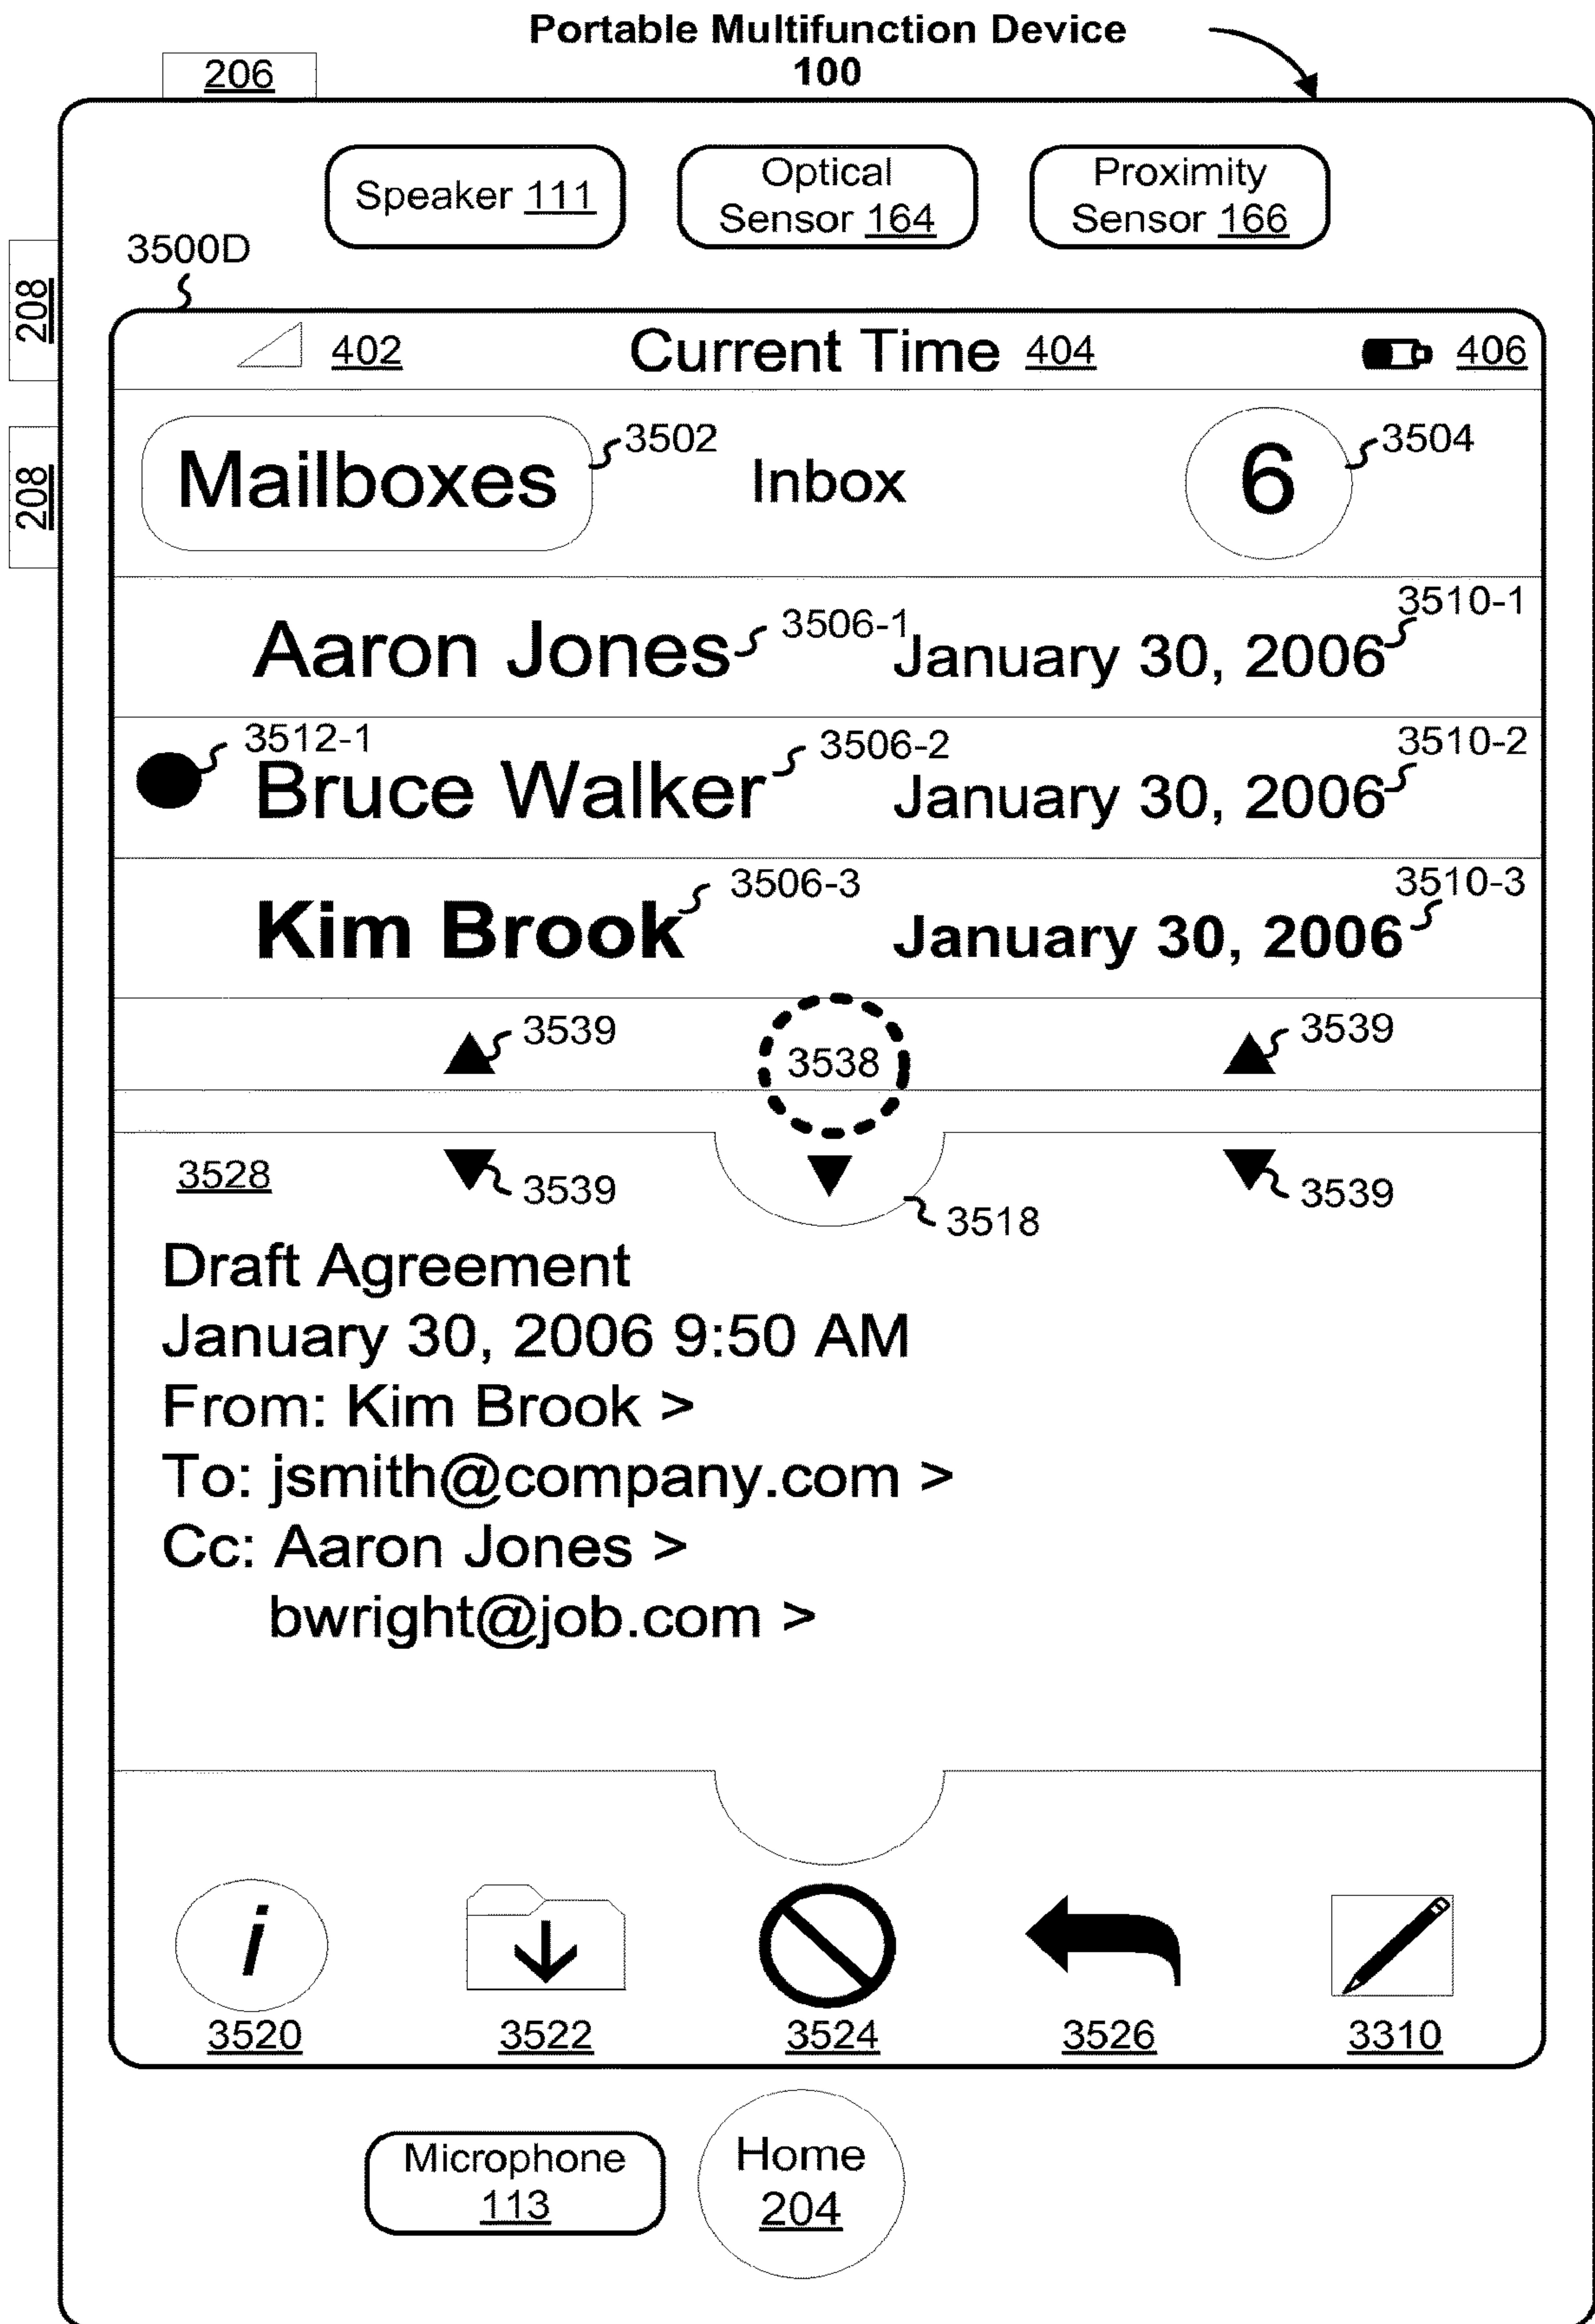 Portable Multifunction Device
100
206
Speaker 111
Optical
Sensor 164
Proximity
Sensor 166
3500D
208
208
402
Current Time 404
406
Mailboxes
3502
Inbox
6
3504
Aaron Jones
3506-1
January 30, 2006
3510-1
3512-1
Bruce Walker
3506-2
January 30, 2006
3510-2
Kim Brook
3506-3
January 30, 2006
3510-3
3539
3538
3539
3528
3539
3518
3539
Draft Agreement
January 30, 2006 9:50 AM
From: Kim Brook >
To: jsmith@company.com >
Cc: Aaron Jones >
bwright@job.com >
i
3520
3522
3524
3526
3310
Microphone
113
Home
204